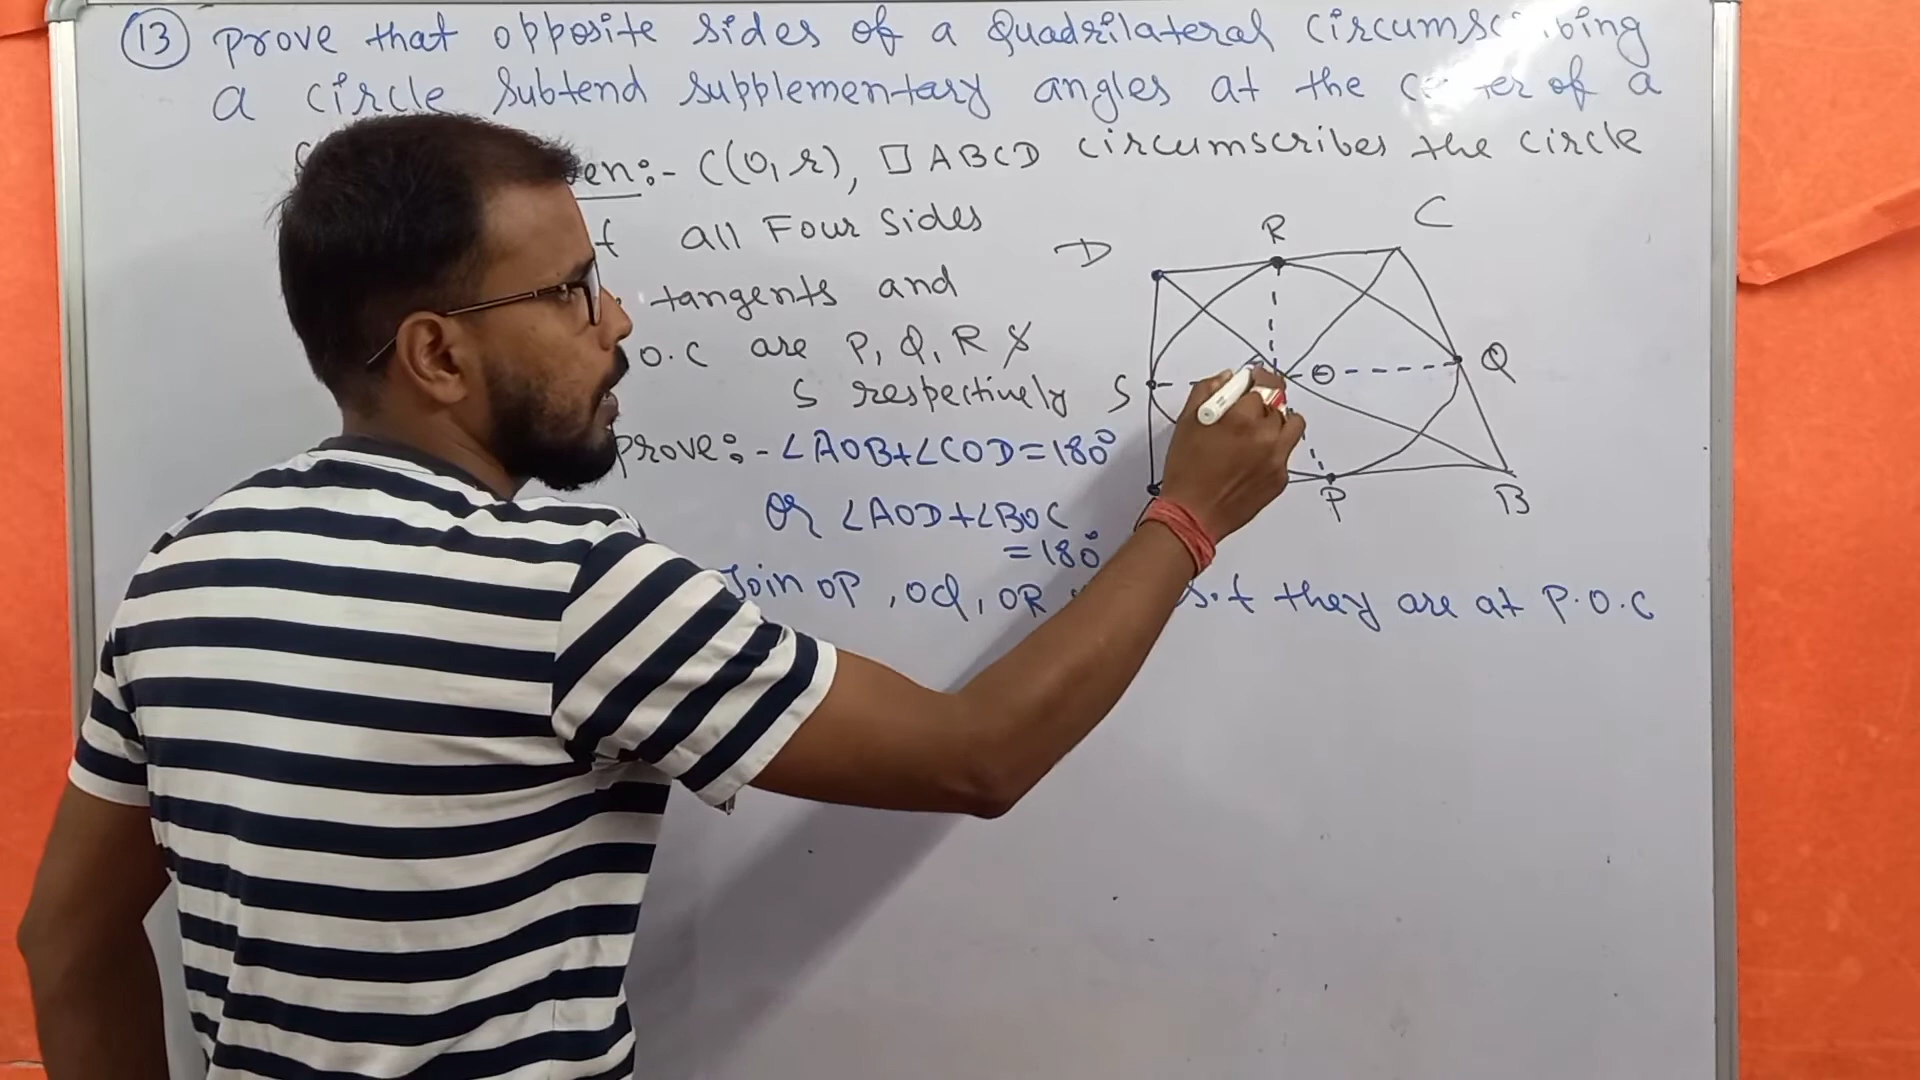 13 prove that opposite sides of a Quadrilateral circumsc bing
a circle subtend supplementary angles at the of a
en:- C(O, r), □ABCD circumscribes the circle
all Four sides
tangents and
P.O.C are P, Q, R &
S respectively
prove:- ∠AOB+∠COD=180°
or ∠AOD+∠BOC
=180°
Join OP, OQ, OR s.t they are at P.O.C
D R C
S O Q
P B